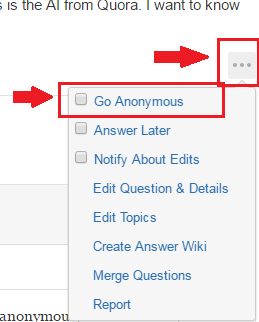 s is the AI from Quora. I want to know
Go Anonymous
Answer Later
Notify About Edits
Edit Question & Details
Edit Topics
Create Answer Wiki
Merge Questions
Report
anonymou